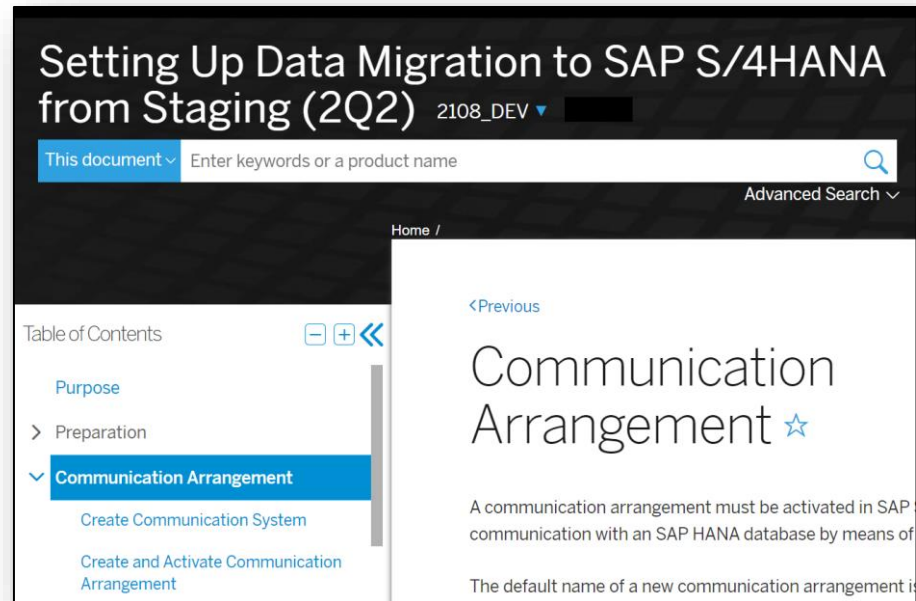 Setting Up Data Migration to SAP S/4HANA
from Staging (2Q2) 2108_DEV
This document Enter keywords or a product name
Advanced Search
Home /
Table of Contents
Purpose
Preparation
Communication Arrangement
Create Communication System
Create and Activate Communication
Arrangement
<Previous
Communication
Arrangement
A communication arrangement must be activated in SAP
communication with an SAP HANA database by means of
The default name of a new communication arrangement is